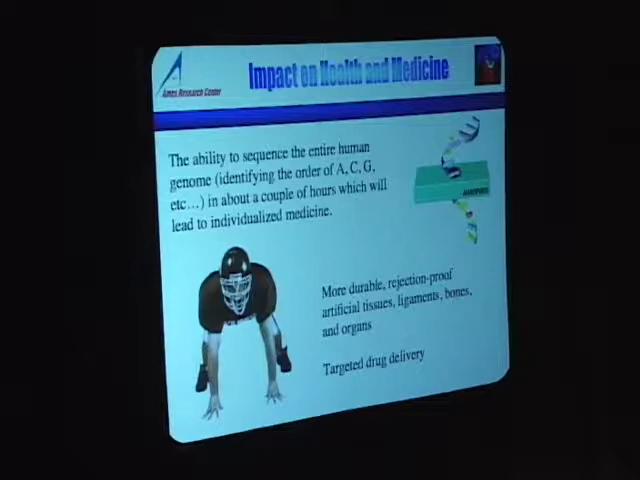 Impact on Health and Medicine
Ames Research Center
The ability to sequence the entire human
genome (identifying the order of A, C, G,
etc...) in about a couple of hours which will
lead to individualized medicine.
More durable, rejection-proof
artificial tissues, ligaments, bones,
and organs
Targeted drug delivery